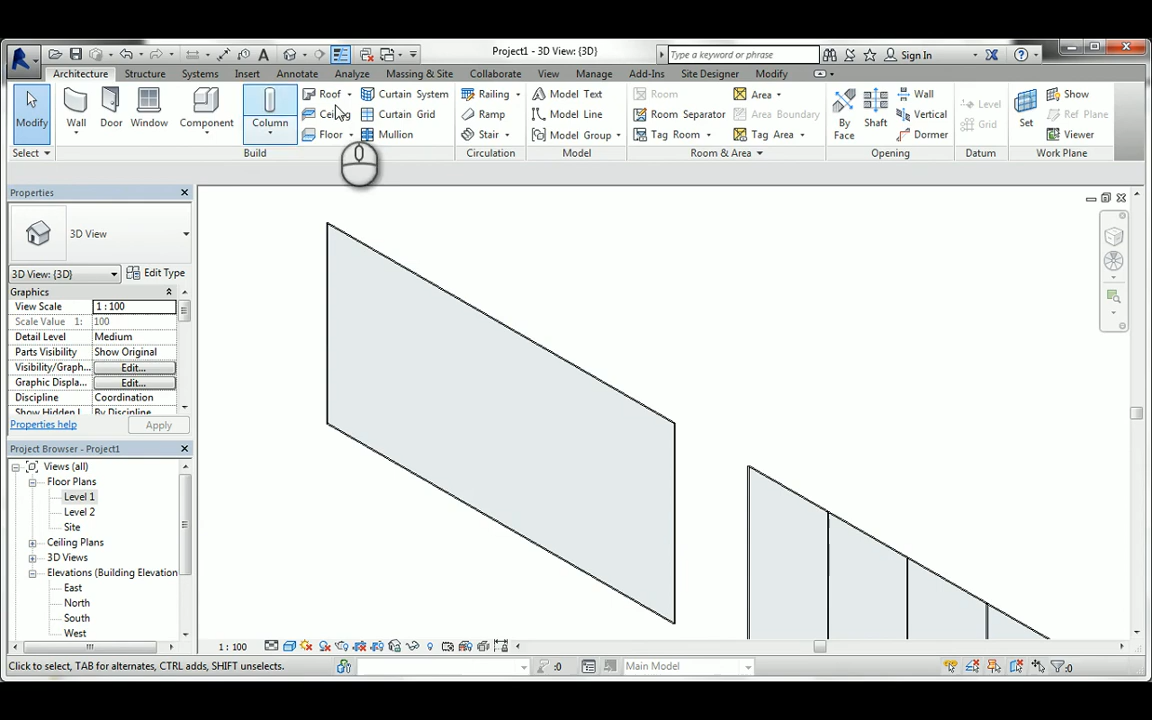 Project1 - 3D View: {3D}
Type a keyword or phrase
Sign In
Architecture Structure Systems Insert Annotate Analyze Massing & Site Collaborate View Manage Add-Ins Site Designer Modify
Modify Wall Door Window Component Column
Roof Curtain System Railing Model Text Room Area Wall Show
Curtain Grid Ramp Model Line Room Separator Area Boundary By Face Shaft Vertical Level Grid Set Ref Plane
Floor Mullion Stair Model Group Tag Room Tag Area Dormer Viewer
Select Build Circulation Model Room & Area Opening Datum Work Plane
Properties
3D View
3D View: {3D} Edit Type
Graphics
View Scale 1 : 100
Scale Value 1: 100
Detail Level Medium
Parts Visibility Show Original
Visibility/Graph... Edit...
Graphic Displa... Edit...
Discipline Coordination
Show Hidden L By Discipline
Properties help Apply
Project Browser - Project1
Views (all)
Floor Plans
Level 1
Level 2
Site
Ceiling Plans
3D Views
Elevations (Building Elevation
East
North
South
West
1 : 100
Click to select, TAB for alternates, CTRL adds, SHIFT unselects.
:0
Main Model
:0